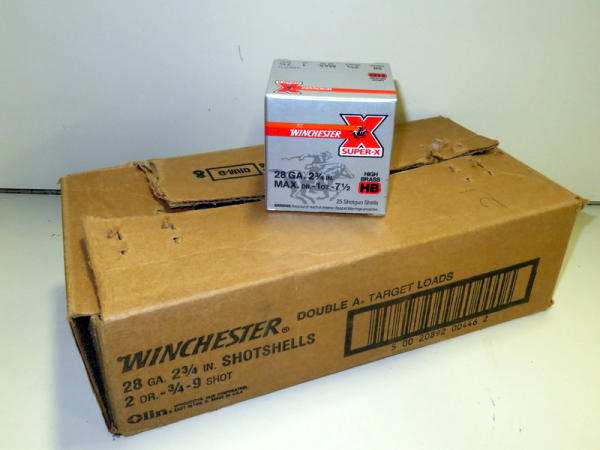 WINCHESTER
X
SUPER-X
28 GA. 2¾ IN.
MAX. DR.-1 OZ.-7½
HIGH
BRASS
HB
25 Shotgun Shells
DOUBLE A® TARGET LOADS
WINCHESTER®
28 GA. 2¾ IN. SHOTSHELLS
2 DR.-¾-9 SHOT
Olin
5 00-20892 00446 2